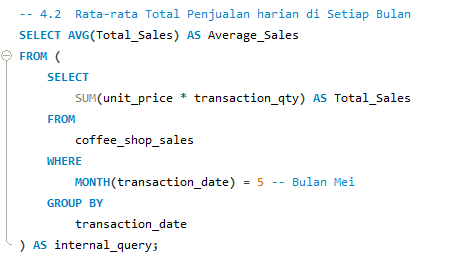 -- 4.2  Rata-rata Total Penjualan harian di Setiap Bulan
SELECT AVG(Total_Sales) AS Average_Sales
FROM (
    SELECT
        SUM(unit_price * transaction_qty) AS Total_Sales
    FROM
        coffee_shop_sales
    WHERE
        MONTH(transaction_date) = 5 -- Bulan Mei
    GROUP BY
        transaction_date
) AS internal_query;